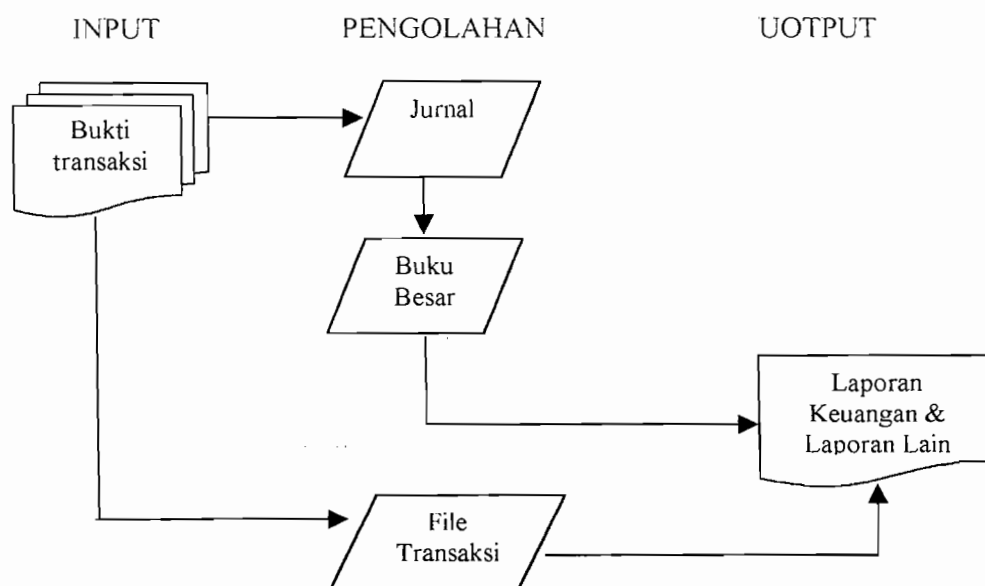 INPUT PENGOLAHAN UOTPUT
Bukti
transaksi
Jurnal
Buku
Besar
Laporan
Keuangan &
Laporan Lain
File
Transaksi